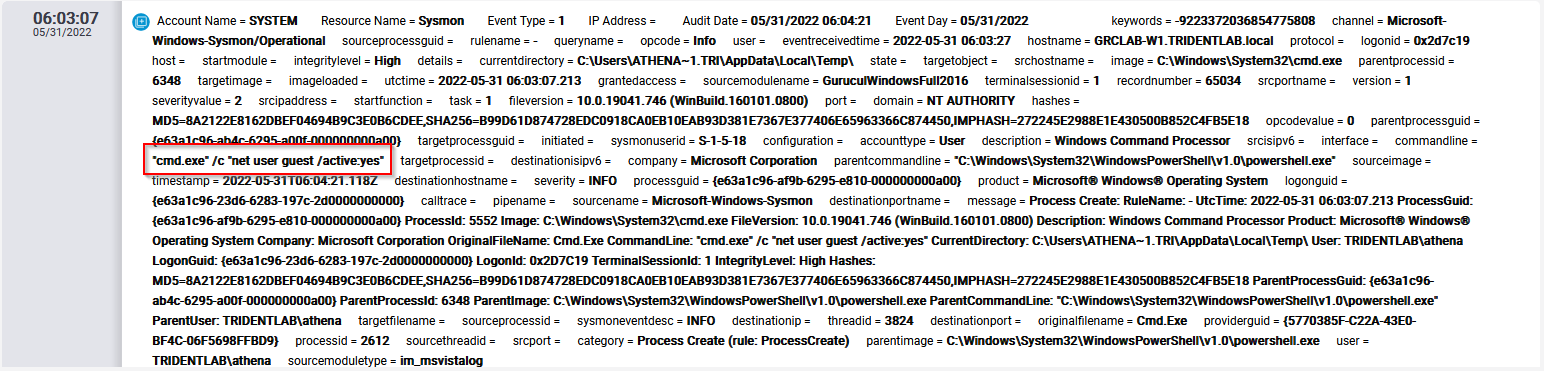 06:03:07
05/31/2022
Account Name = SYSTEM Resource Name = Sysmon Event Type = 1 IP Address = Audit Date = 05/31/2022 06:04:21 Event Day = 05/31/2022 keywords = -9223372036854775808 channel = Microsoft-
Windows-Sysmon/Operational sourceprocessguid = rulename = - queryname = opcode = Info user = eventreceivedtime = 2022-05-31 06:03:27 hostname = GRCLAB-W1.TRIDENTLAB.local protocol = logonid = 0x2d7c19
host = startmodule = integritylevel = High details = currentdirectory = C:\Users\ATHENA~1.TRI\AppData\Local\Temp\ state = targetobject = srchostname = image = C:\Windows\System32\cmd.exe parentprocessid =
6348 targetimage = imageloaded = utctime = 2022-05-31 06:03:07.213 grantedaccess = sourcemodulename = GuruculWindowsFull2016 terminalsessionid = 1 recordnumber = 65034 srcportname = version = 1
severityvalue = 2 srcipaddress = startfunction = task = 1 fileversion = 10.0.19041.746 (WinBuild.160101.0800) port = domain = NT AUTHORITY hashes =
MD5=8A2122E8162DBEF04694B9C3E0B6CDEE,SHA256=B99D61D874728EDC0918CA0EB10EAB93D381E7367E377406E65963366C874450,IMPHASH=272245E2988E1E430500B852C4FB5E18 opcodevalue = 0 parentprocessguid =
{e63a1c96-ab4c-6295-a00f-000000000a00} targetprocessguid = initiated = sysmonuserid = S-1-5-18 configuration = accounttype = User description = Windows Command Processor srcisipv6 = interface = commandline =
"cmd.exe" /c "net user guest /active:yes" targetprocessid = destinationisipv6 = company = Microsoft Corporation parentcommandline = "C:\Windows\System32\WindowsPowerShell\v1.0\powershell.exe" sourceimage =
timestamp = 2022-05-31T06:04:21.118Z destinationhostname = severity = INFO processguid = {e63a1c96-af9b-6295-e810-000000000a00} product = Microsoft® Windows® Operating System logonguid =
{e63a1c96-23d6-6283-197c-2d0000000000} calltrace = pipename = sourcename = Microsoft-Windows-Sysmon destinationportname = message = Process Create: RuleName: - UtcTime: 2022-05-31 06:03:07.213 ProcessGuid:
{e63a1c96-af9b-6295-e810-000000000a00} ProcessId: 5552 Image: C:\Windows\System32\cmd.exe FileVersion: 10.0.19041.746 (WinBuild.160101.0800) Description: Windows Command Processor Product: Microsoft® Windows®
Operating System Company: Microsoft Corporation OriginalFileName: Cmd.Exe CommandLine: "cmd.exe" /c "net user guest /active:yes" CurrentDirectory: C:\Users\ATHENA~1.TRI\AppData\Local\Temp\ User: TRIDENTLAB\athena
LogonGuid: {e63a1c96-23d6-6283-197c-2d0000000000} LogonId: 0x2D7C19 TerminalSessionId: 1 IntegrityLevel: High Hashes:
MD5=8A2122E8162DBEF04694B9C3E0B6CDEE,SHA256=B99D61D874728EDC0918CA0EB10EAB93D381E7367E377406E65963366C874450,IMPHASH=272245E2988E1E430500B852C4FB5E18 ParentProcessGuid: {e63a1c96-
ab4c-6295-a00f-000000000a00} ParentProcessId: 6348 ParentImage: C:\Windows\System32\WindowsPowerShell\v1.0\powershell.exe ParentCommandLine: "C:\Windows\System32\WindowsPowerShell\v1.0\powershell.exe"
ParentUser: TRIDENTLAB\athena targetfilename = sourceprocessid = sysmoneventdesc = INFO destinationip = threadid = 3824 destinationport = originalfilename = Cmd.Exe providerguid = {5770385F-C22A-43E0-
BF4C-06F5698FFBD9} processid = 2612 sourcethreadid = srcport = category = Process Create (rule: ProcessCreate) parentimage = C:\Windows\System32\WindowsPowerShell\v1.0\powershell.exe user =
TRIDENTLAB\athena sourcemoduletype = im_msvistalog